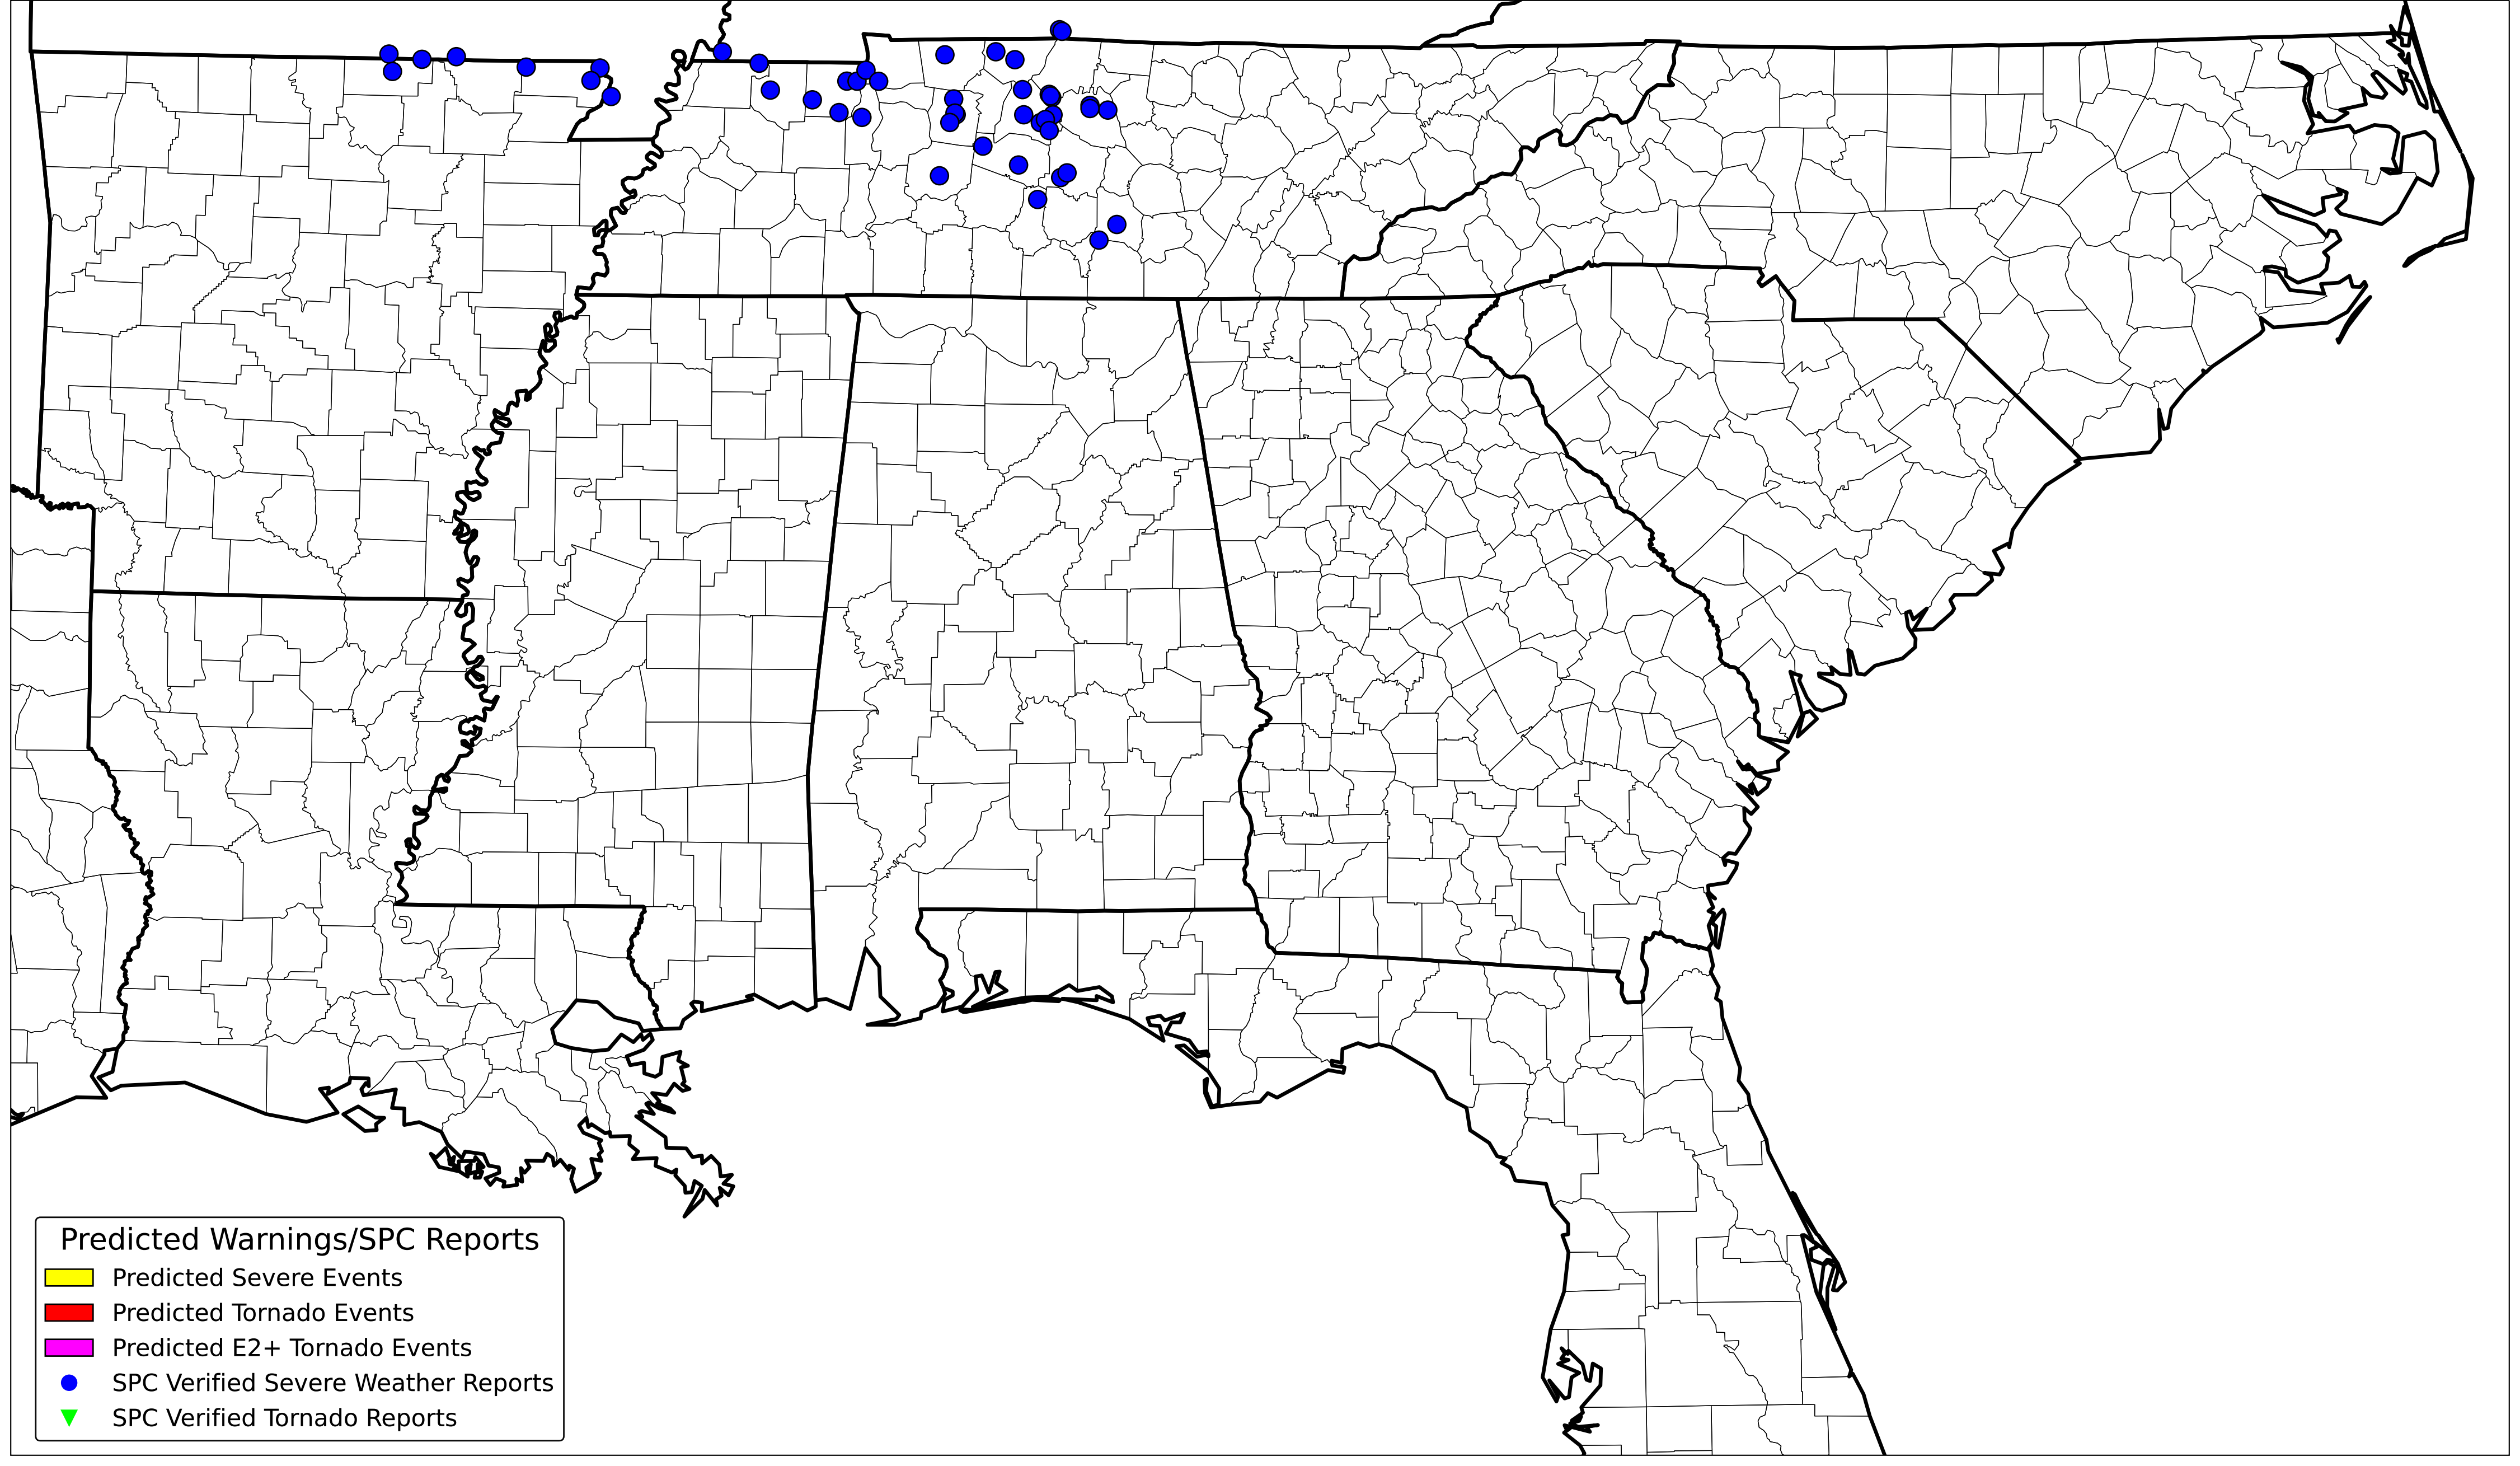 Predicted Warnings/SPC Reports
Predicted Severe Events
Predicted Tornado Events
Predicted E2+ Tornado Events
SPC Verified Severe Weather Reports
SPC Verified Tornado Reports